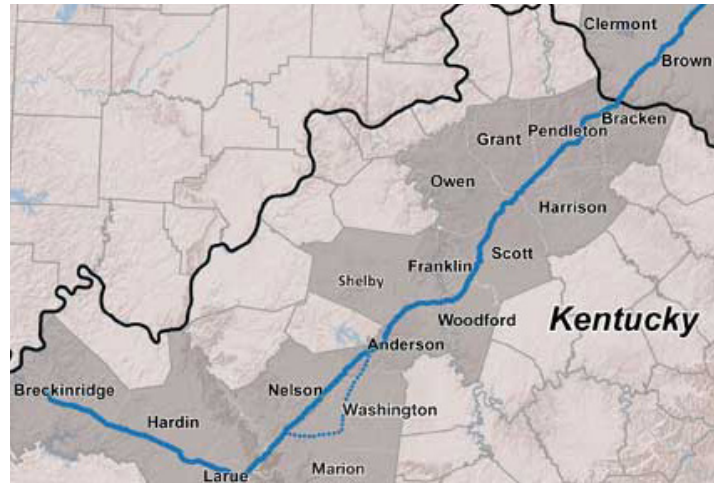 Clermont
Brown
Bracken
Pendleton
Grant
Owen
Harrison
Scott
Franklin
Shelby
Woodford
Kentucky
Anderson
Nelson
Breckinridge
Washington
Hardin
Marion
Larue